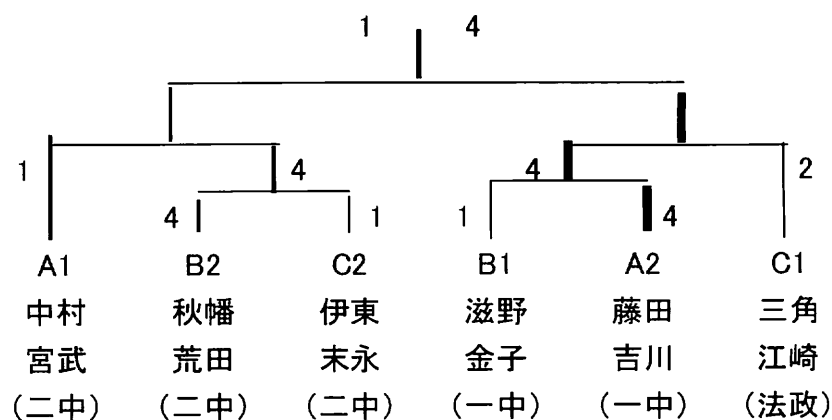 1 4
1 4 4 2
4 1 1 4
A1 B2 C2 B1 A2 C1
中村 秋幡 伊東 滋野 藤田 三角
宮武 荒田 末永 金子 吉川 江崎
(二中) (二中) (二中) (一中) (一中) (法政)